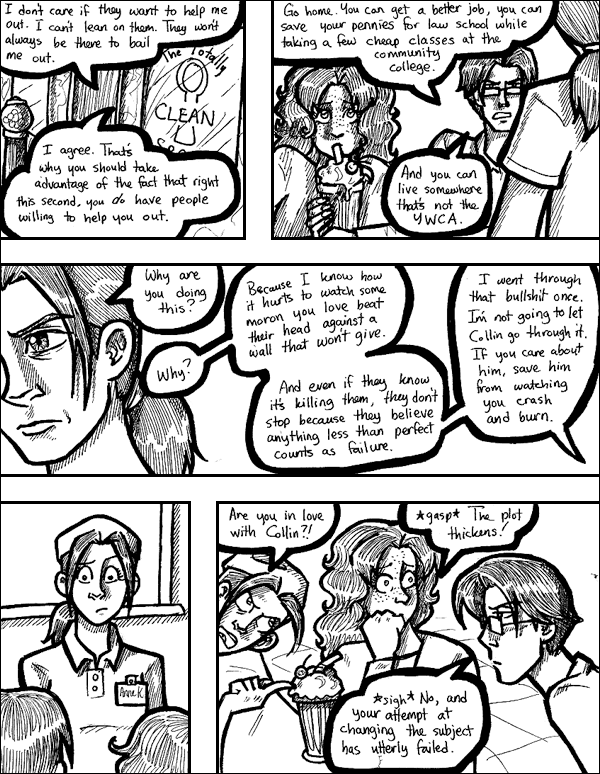 I don't care if they want to help me
out. I can't lean on them. They won't
always be there to bail
me out.
The Totally
CLEAN
I agree. That's
why you should take
advantage of the fact that right
this second, you do have people
willing to help you out.
Go home. You can get a better job, you can
save your pennies for law school while
taking a few cheap classes at the
community
college.
And you can
live somewhere
that's not the
YWCA.
Why are
you doing
this?
Why?
Because I know how
it hurts to watch some
moron you love beat
their head against a
wall that won't give.
And even if they know
it's killing them, they don't
stop because they believe
anything less than perfect
counts as failure.
I went through
that bullshit once.
I'm not going to let
Collin go through it.
If you care about
him, save him
from watching
you crash
and burn.
Anne K.
Are you in love
with Collin?!
*gasp* The plot
thickens!
*sigh* No, and
your attempt at
changing the subject
has utterly failed.